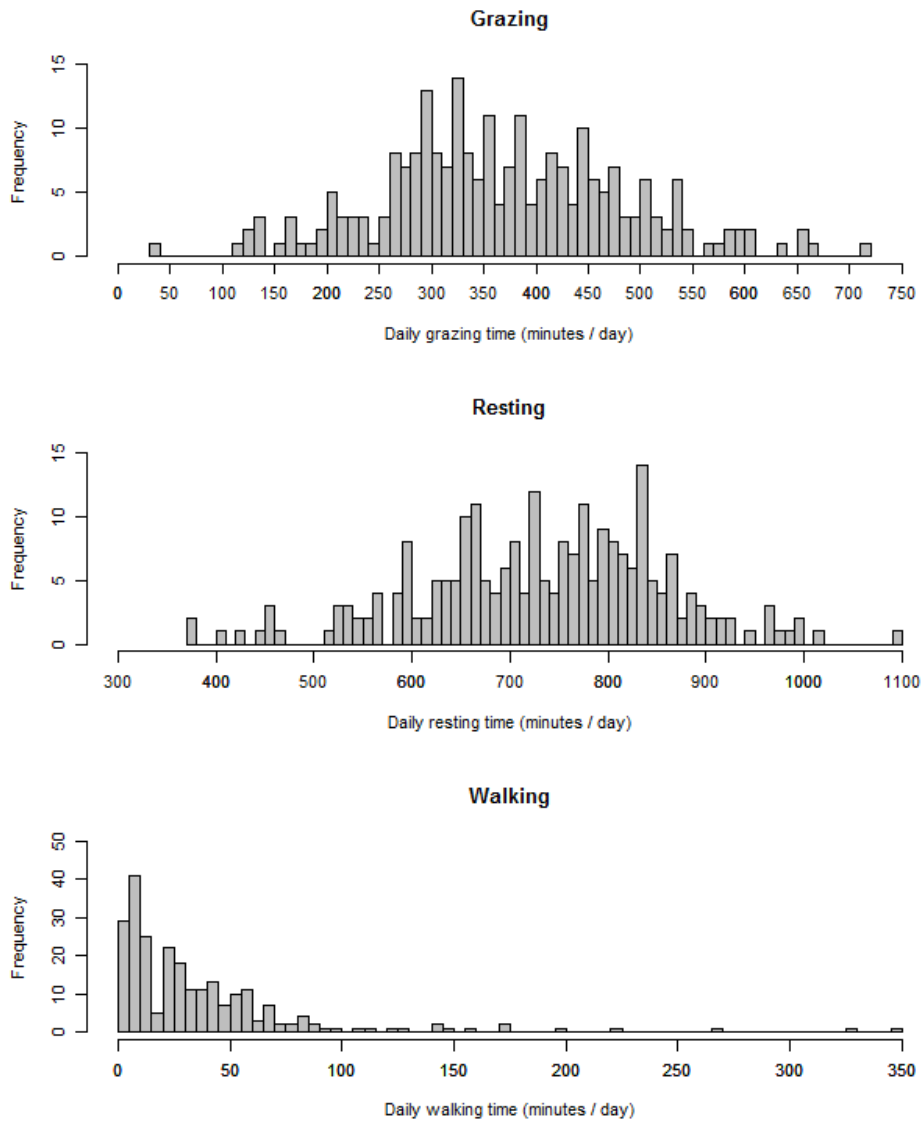 Grazing
Frequency
15
10
5
0
0 50 100 150 200 250 300 350 400 450 500 550 600 650 700 750
Daily grazing time (minutes / day)
Resting
Frequency
15
10
5
0
300 400 500 600 700 800 900 1000 1100
Daily resting time (minutes / day)
Walking
Frequency
50
40
30
20
10
0
0 50 100 150 200 250 300 350
Daily walking time (minutes / day)